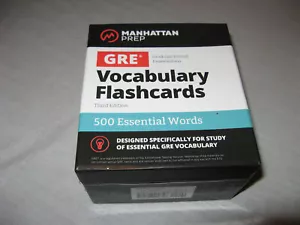 MANHATTAN
PREP
GRE®
Vocabulary
Flashcards
Third Edition
500 Essential Words
DESIGNED SPECIFICALLY FOR STUDY
OF ESSENTIAL GRE VOCABULARY